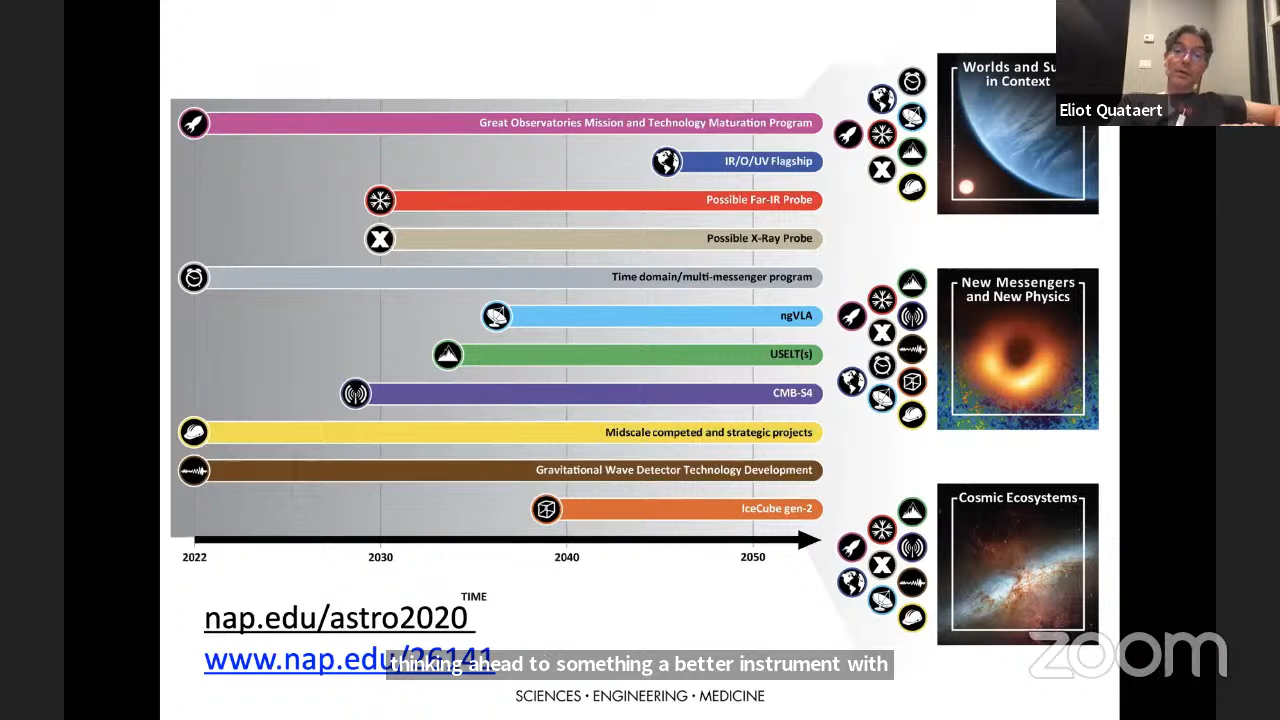 Great Observatories Mission and Technology Maturation Program
IR/O/UV Flagship
Possible Far-IR Probe
Possible X-Ray Probe
Time domain/multi-messenger program
ngVLA
USELT(s)
CMB-S4
Midscale competed and strategic projects
Gravitational Wave Detector Technology Development
IceCube gen-2
2022
2030
2040
2050
TIME
Worlds and Su
in Context
Eliot Quataert
New Messengers
and New Physics
Cosmic Ecosystems
nap.edu/astro2020
www.nap.edu/26141
thinking ahead to something a better instrument with
SCIENCES · ENGINEERING · MEDICINE
zoom